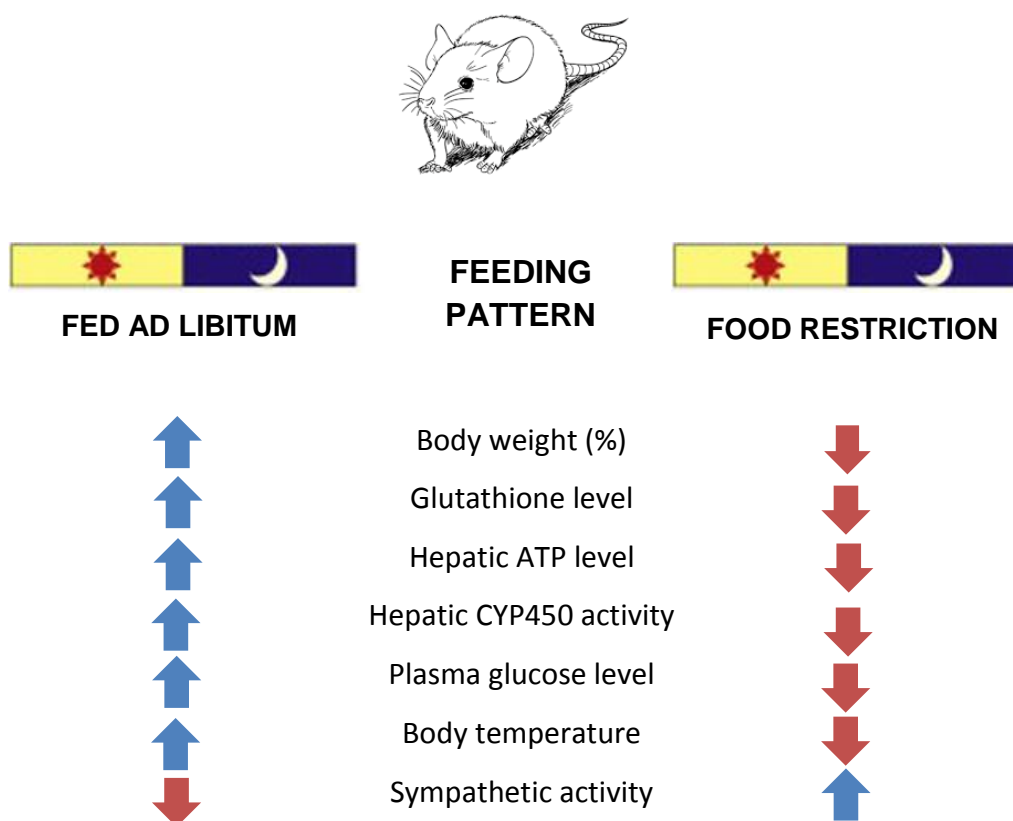 FEEDING
PATTERN
FED AD LIBITUM
FOOD RESTRICTION
Body weight (%)
Glutathione level
Hepatic ATP level
Hepatic CYP450 activity
Plasma glucose level
Body temperature
Sympathetic activity